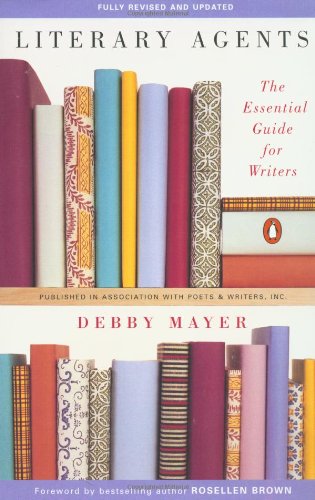 FULLY REVISED AND UPDATED
LITERARY AGENTS
The
Essential
Guide for
Writers
PUBLISHED IN ASSOCIATION WITH POETS & WRITERS, INC.
DEBBY MAYER
Foreword by bestselling author ROSELLEN BROWN